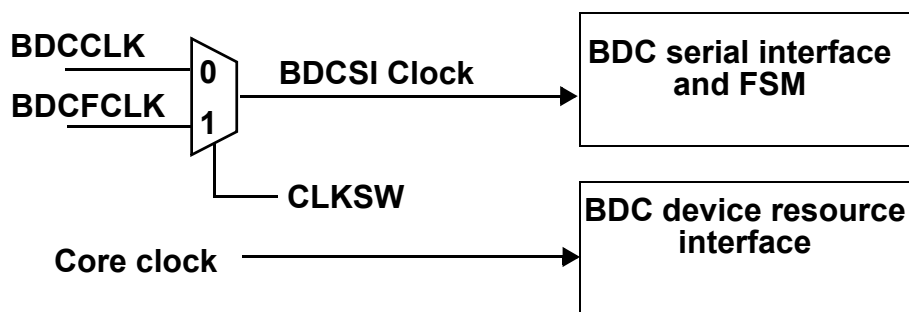 BDCCLK
0
BDCSI Clock
BDC serial interface
and FSM
BDCFCLK
1
CLKSW
BDC device resource
interface
Core clock